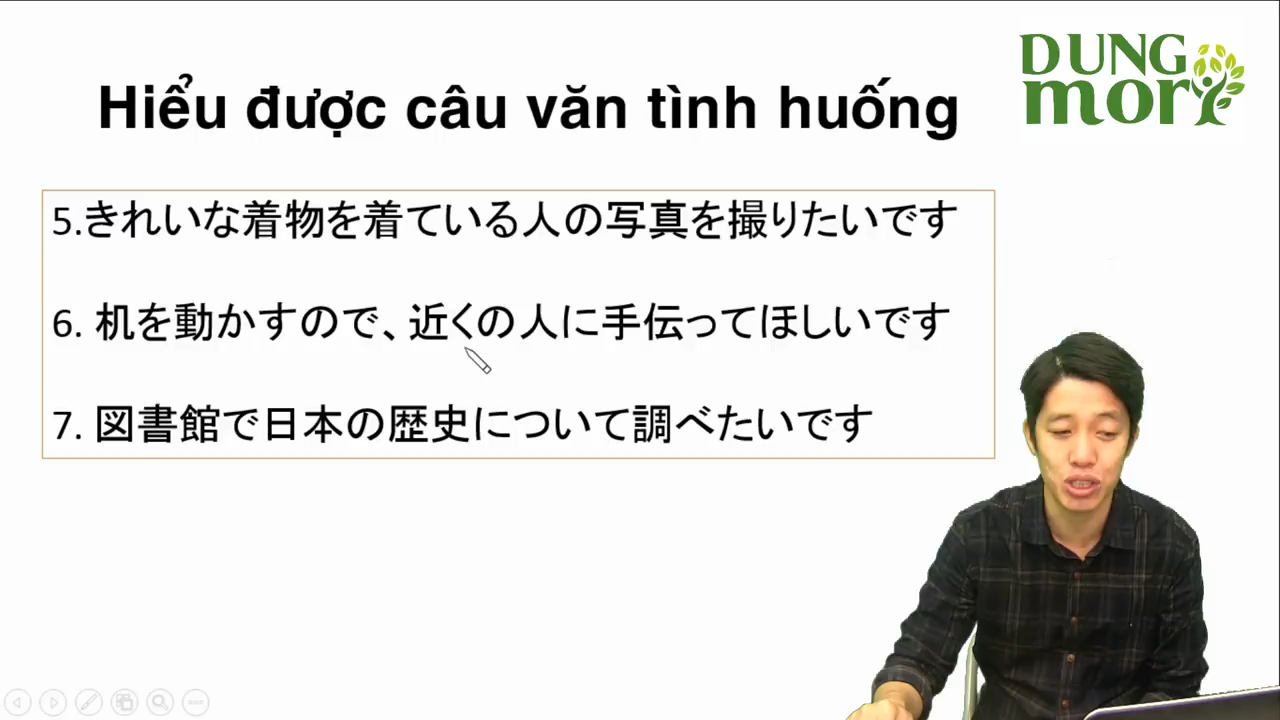 DUNG
mori
Hiểu được câu văn tình huống
5.きれいな着物を着ている人の写真を撮りたいです
6. 机を動かすので、近くの人に手伝ってほしいです
7. 図書館で日本の歴史について調べたいです